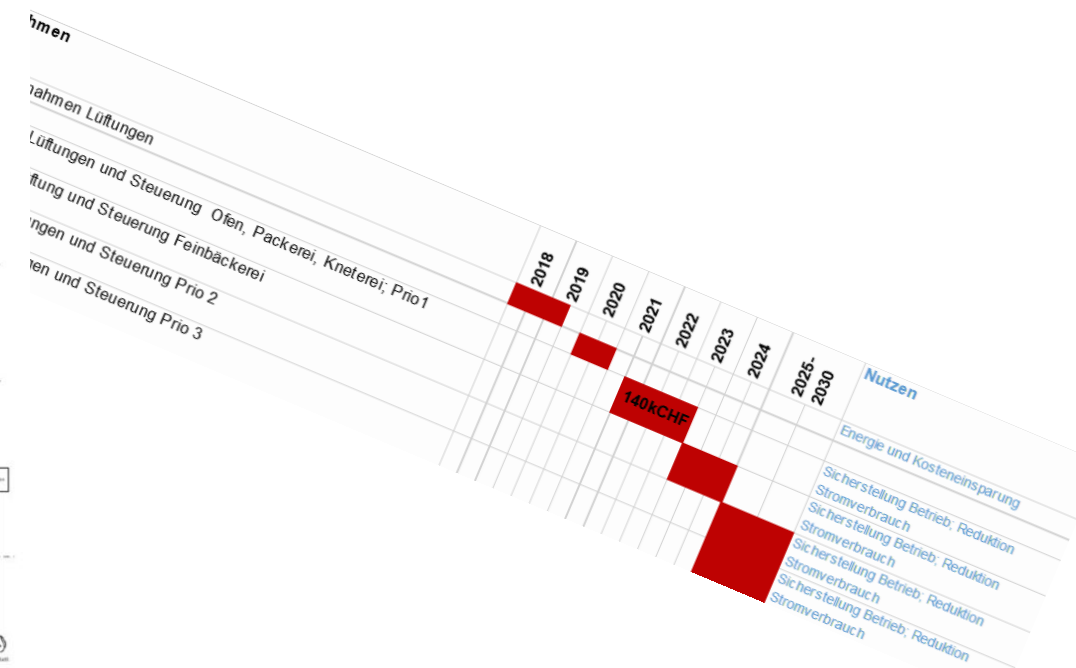 hmen
nahmen Lüftungen
Lüftungen und Steuerung Ofen, Packerei, Kneterei; Prio1
ftung und Steuerung Feinbäckerei
ngen und Steuerung Prio 2
en und Steuerung Prio 3
2018
2019
2020
2021
2022
2023
2024
2025-
2030
140kCHF
Nutzen
Energie und Kosteneinsparung
Sicherstellung Betrieb; Reduktion
Stromverbrauch
Sicherstellung Betrieb; Reduktion
Stromverbrauch
Sicherstellung Betrieb; Reduktion
Stromverbrauch
Sicherstellung Betrieb; Reduktion
Stromverbrauch